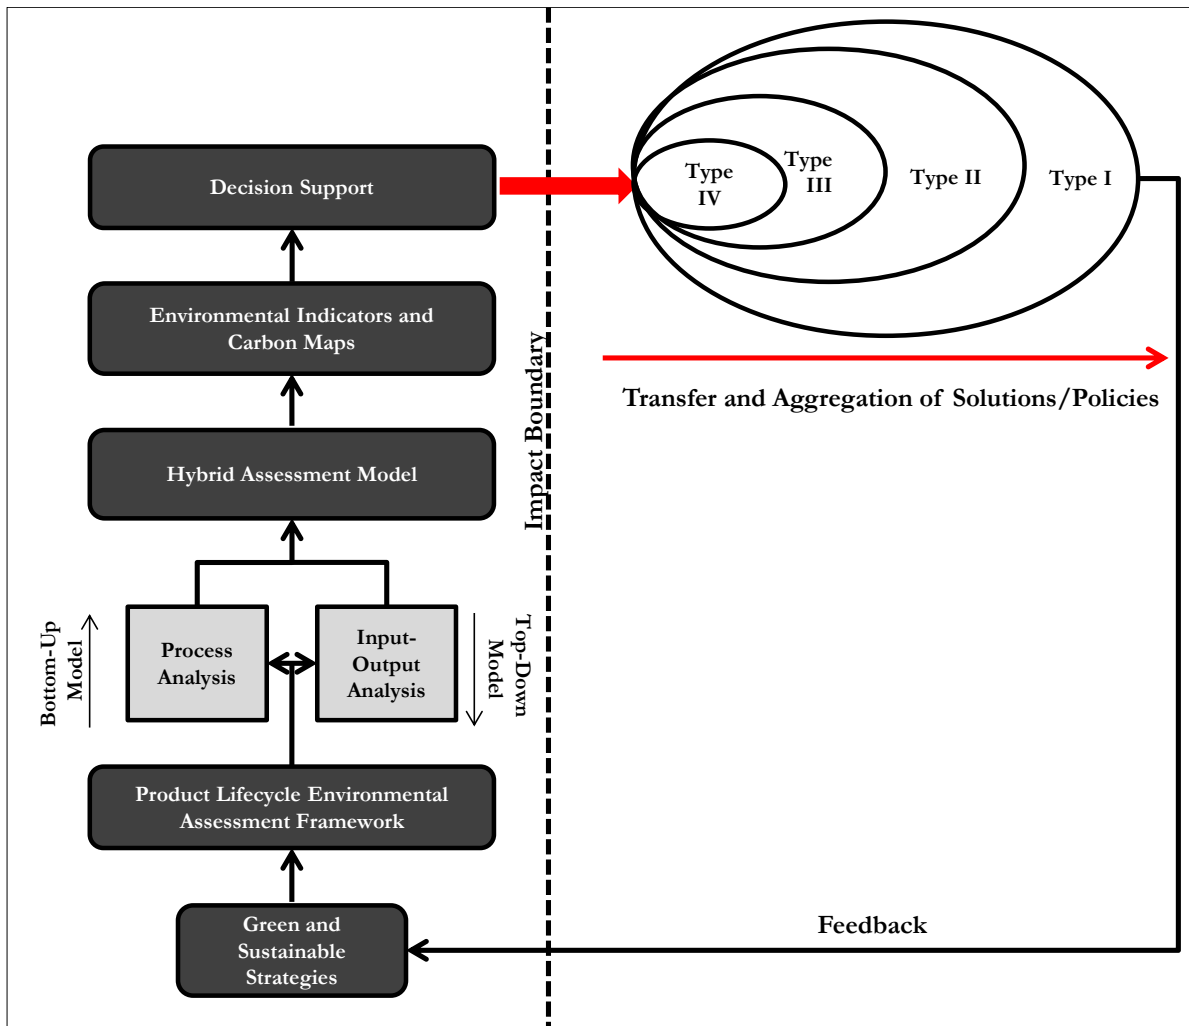 Decision Support
Environmental Indicators and
Carbon Maps
Hybrid Assessment Model
Bottom-Up
Model
Process
Analysis
Input-
Output
Analysis
Top-Down
Model
Product Lifecycle Environmental
Assessment Framework
Green and
Sustainable
Strategies
Impact Boundary
Type
IV
Type
III
Type II
Type I
Transfer and Aggregation of Solutions/Policies
Feedback